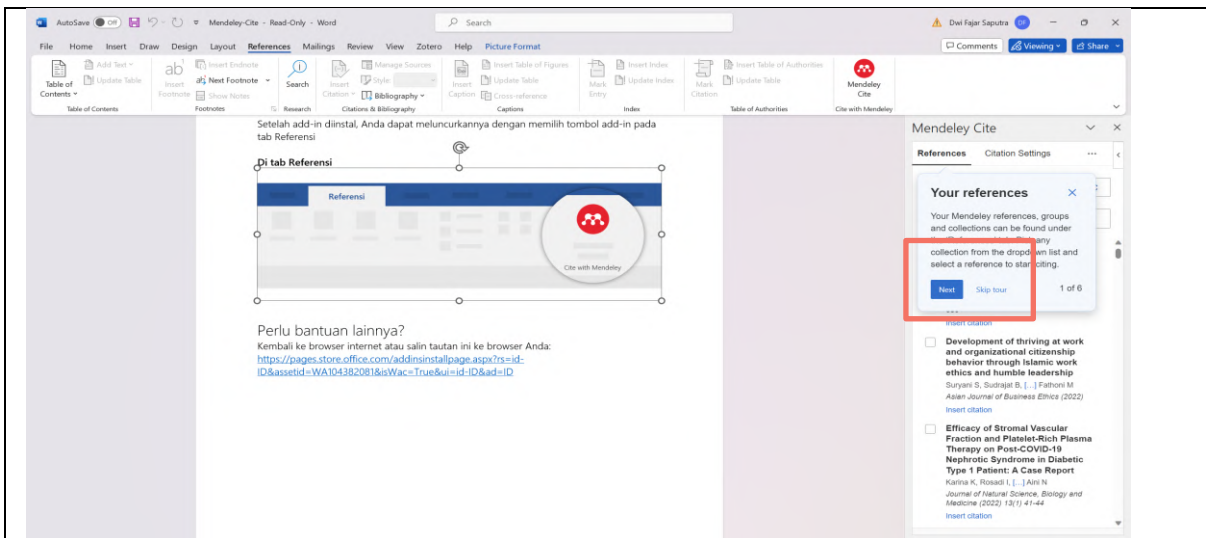 AutoSave Off Mendeley-Cite - Read-Only - Word Search Dwi Fajar Saputra
File Home Insert Draw Design Layout References Mailings Review View Zotero Help Picture Format Comments Viewing Share
Table of Contents
Add Text
Update Table
Table of Contents
ab
Insert Footnote
Insert Endnote
Next Footnote
Show Notes
Footnotes
Search
Research
Insert Citation
Manage Sources
Style:
Bibliography
Citations & Bibliography
Insert Caption
Insert Table of Figures
Update Table
Cross-reference
Captions
Mark Entry
Insert Index
Update Index
Index
Mark Citation
Insert Table of Authorities
Update Table
Table of Authorities
Mendeley Cite
Cite with Mendeley
Setelah add-in diinstal, Anda dapat meluncurkannya dengan memilih tombol add-in pada
tab Referensi
Di tab Referensi
Referensi
Cite with Mendeley
Perlu bantuan lainnya?
Kembali ke browser internet atau salin tautan ini ke browser Anda:
https://pages.store.office.com/addinsinstallpage.aspx?rs=id-
ID&assetid=WA104382081&isWac=True&ui=id-ID&ad=ID
Mendeley Cite
References Citation Settings
Your references
Your Mendeley references, groups
and collections can be found under
any
collection from the dropdown list and
select a reference to start citing.
Next Skip tour 1 of 6
Insert citation
Development of thriving at work
and organizational citizenship
behavior through Islamic work
ethics and humble leadership
Suryani S, Sudrajat B, [...] Fathoni M
Asian Journal of Business Ethics (2022)
Insert citation
Efficacy of Stromal Vascular
Fraction and Platelet-Rich Plasma
Therapy on Post-COVID-19
Nephrotic Syndrome in Diabetic
Type 1 Patient: A Case Report
Karina K, Rosadi I, [...] Aini N
Journal of Natural Science, Biology and
Medicine (2022) 13(1) 41-44
Insert citation